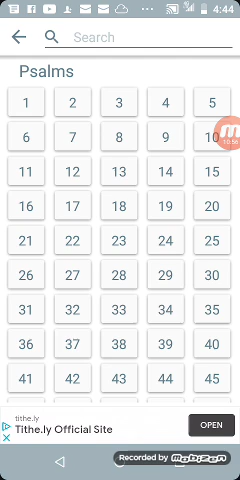 4:44
Search
Psalms
1 2 3 4 5
6 7 8 9 10
10:56
11 12 13 14 15
16 17 18 19 20
21 22 23 24 25
26 27 28 29 30
31 32 33 34 35
36 37 38 39 40
41 42 43 44 45
tithe.ly
Tithe.ly Official Site
OPEN
Recorded by mobizen